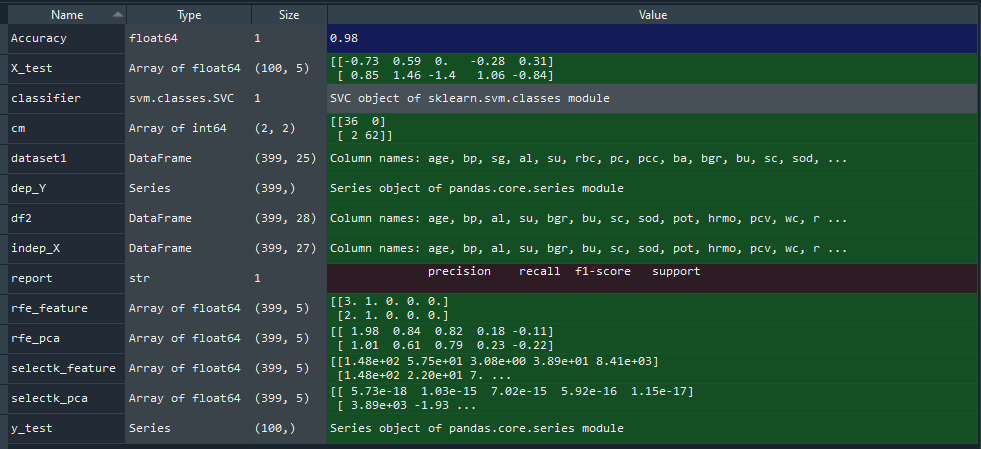 Name Type Size Value
Accuracy float64 1 0.98
X_test Array of float64 (100, 5) [[-0.73 0.59 0. -0.28 0.31]
[ 0.85 1.46 -1.4 1.06 -0.84]
classifier svm.classes.SVC 1 SVC object of sklearn.svm.classes module
cm Array of int64 (2, 2) [[36 0]
[ 2 62]]
dataset1 DataFrame (399, 25) Column names: age, bp, sg, al, su, rbc, pc, pcc, ba, bgr, bu, sc, sod, ...
dep_Y Series (399,) Series object of pandas.core.series module
df2 DataFrame (399, 28) Column names: age, bp, al, su, bgr, bu, sc, sod, pot, hrmo, pcv, wc, r ...
indep_X DataFrame (399, 27) Column names: age, bp, al, su, bgr, bu, sc, sod, pot, hrmo, pcv, wc, r ...
report str 1 precision recall f1-score support
rfe_feature Array of float64 (399, 5) [[3. 1. 0. 0. 0.]
[2. 1. 0. 0. 0.]
rfe_pca Array of float64 (399, 5) [[ 1.98 0.84 0.82 0.18 -0.11]
[ 1.01 0.61 0.79 0.23 -0.22]
selectk_feature Array of float64 (399, 5) [[1.48e+02 5.75e+01 3.08e+00 3.89e+01 8.41e+03]
[1.48e+02 2.20e+01 7. ...
selectk_pca Array of float64 (399, 5) [[ 5.73e-18 1.03e-15 7.02e-15 5.92e-16 1.15e-17]
[ 3.89e+03 -1.93 ...
y_test Series (100,) Series object of pandas.core.series module